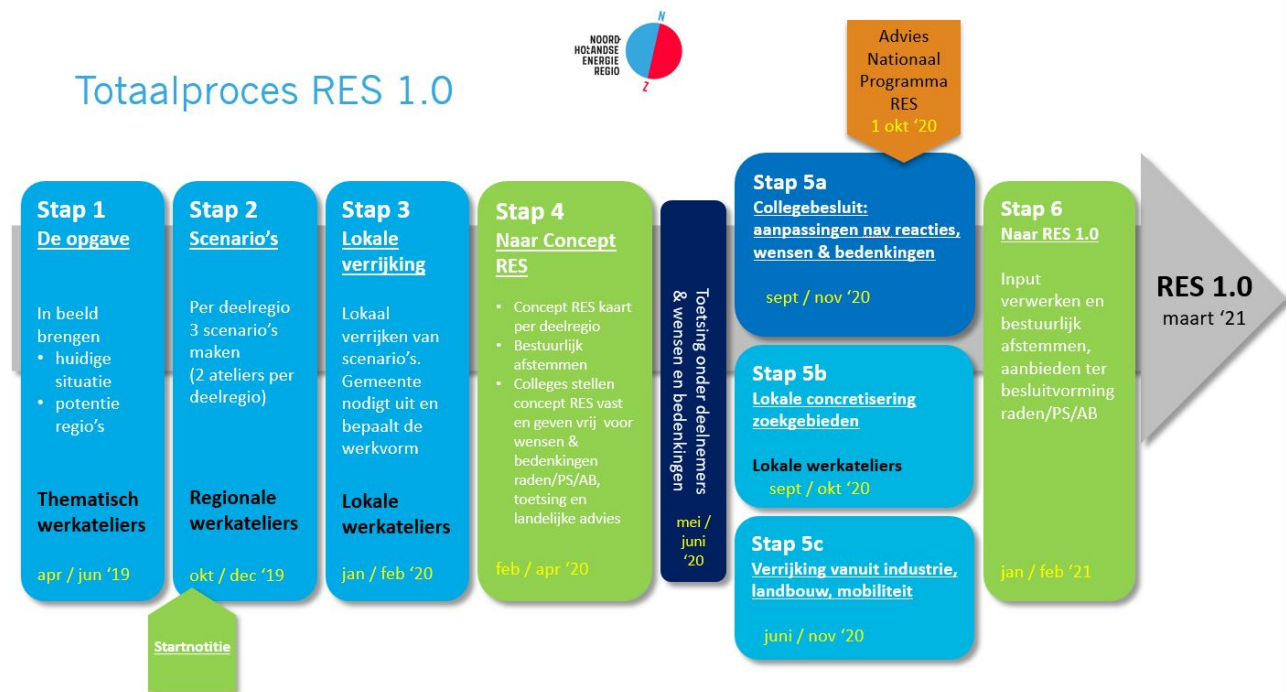 Totaalproces RES 1.0
NOORD-
HOLLANDSE
ENERGIE
REGIO
N
Z
Advies
Nationaal
Programma
RES
1 okt ‘20
Stap 1
De opgave
In beeld
brengen
• huidige
situatie
• potentie
regio's
Thematisch
werkateliers
apr / jun ‘19
Stap 2
Scenario's
Per deelregio
3 scenario's
maken
(2 ateliers per
deelregio)
Regionale
werkateliers
okt / dec ‘19
Startnotitie
Stap 3
Lokale
verrijking
Lokaal
verrijken van
scenario's.
Gemeente
nodigt uit en
bepaalt de
werkvorm
Lokale
werkateliers
jan / feb ‘20
Stap 4
Naar Concept
RES
• Concept RES kaart
per deelregio
• Bestuurlijk
afstemmen
• Colleges stellen
concept RES vast
en geven vrij voor
wensen &
bedenkingen
raden/PS/AB,
toetsing en
landelijke advies
feb / apr ‘20
Toetsing onder deelnemers
& wensen en bedenkingen
mei /
juni
‘20
Stap 5a
Collegebesluit:
aanpassingen nav reacties,
wensen & bedenkingen
sept / nov ‘20
Stap 5b
Lokale concretisering
zoekgebieden
Lokale werkateliers
sept / okt ‘20
Stap 5c
Verrijking vanuit industrie,
landbouw, mobiliteit
juni / nov ‘20
Stap 6
Naar RES 1.0
Input
verwerken en
bestuurlijk
afstemmen,
aanbieden ter
besluitvorming
raden/PS/AB
jan / feb ‘21
RES 1.0
maart ‘21